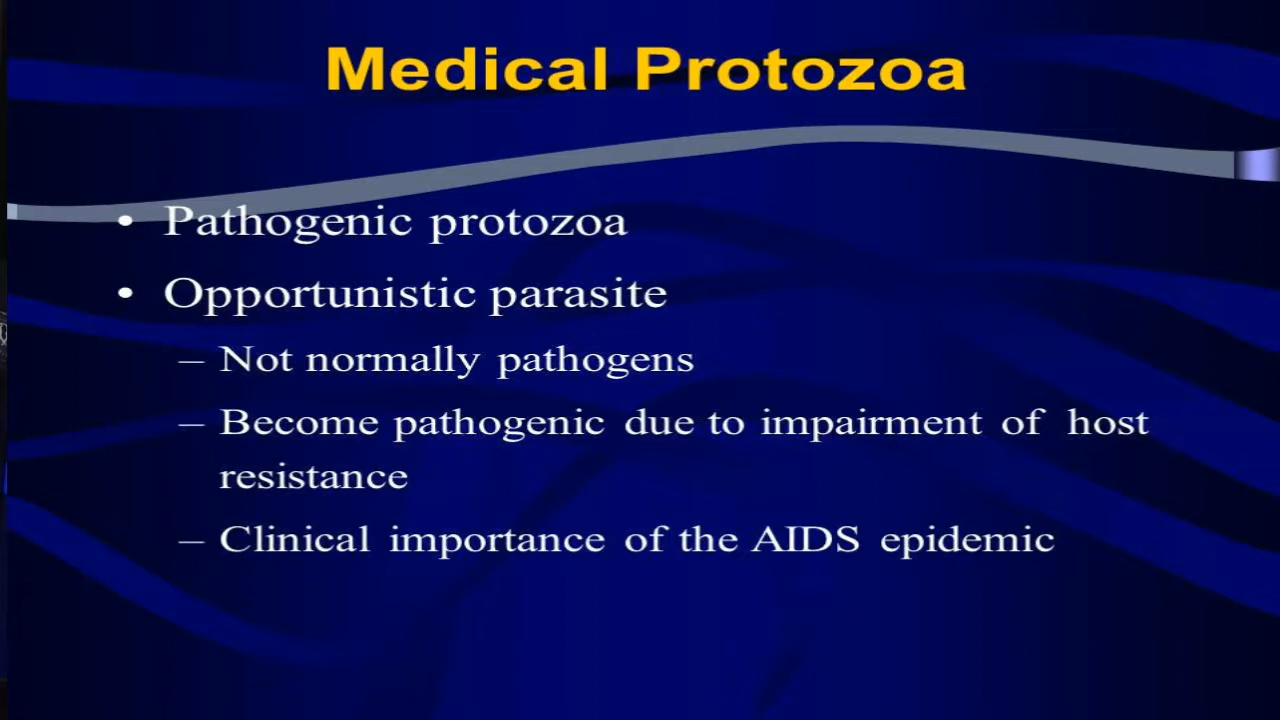 Medical Protozoa
• Pathogenic protozoa
• Opportunistic parasite
– Not normally pathogens
– Become pathogenic due to impairment of host
resistance
– Clinical importance of the AIDS epidemic